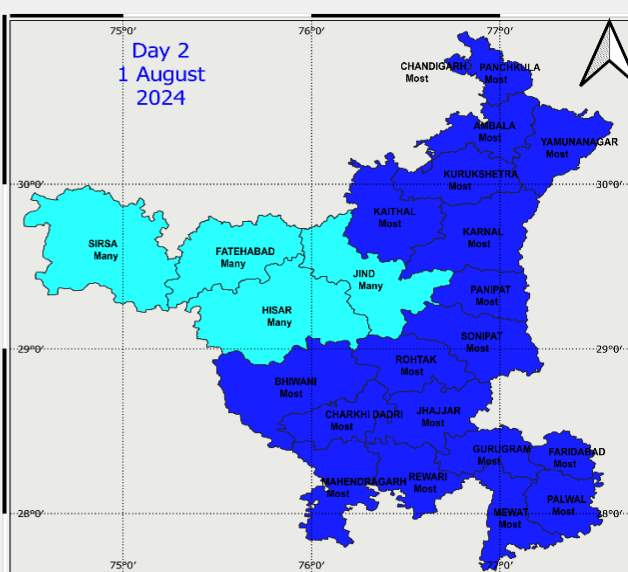 75°0'
76°0'
77°0'
Day 2
1 August
2024
CHANDIGARH
Most
PANCHKULA
Most
AMBALA
Most
YAMUNANAGAR
Most
30°0'
30°0'
KURUKSHETRA
Most
KAITHAL
Most
KARNAL
Most
SIRSA
Many
FATEHABAD
Many
JIND
Many
PANIPAT
Most
HISAR
Many
SONIPAT
Most
29°0'
29°0'
ROHTAK
Most
BHIWANI
Most
CHARKHI DADRI
Most
JHAJJAR
Most
GURUGRAM
Most
FARIDABAD
Most
MAHENDRAGARH
Most
REWARI
Most
PALWAL
Most
MEWAT
Most
28°0'
28°0'
75°0'
76°0'
77°0'